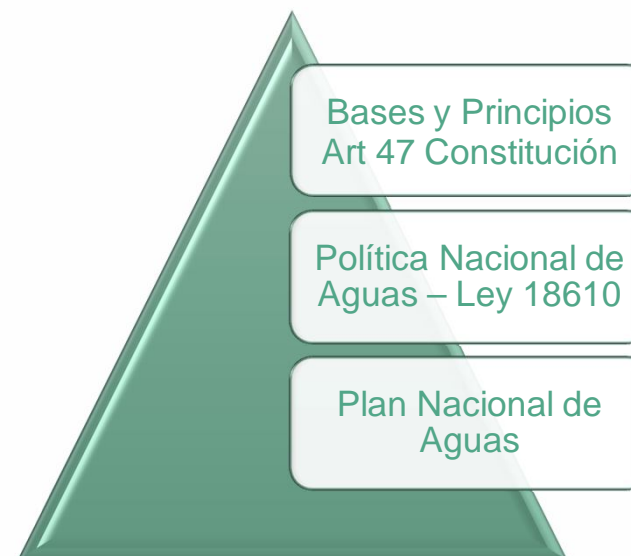 Bases y Principios
Art 47 Constitución
Política Nacional de
Aguas – Ley 18610
Plan Nacional de
Aguas